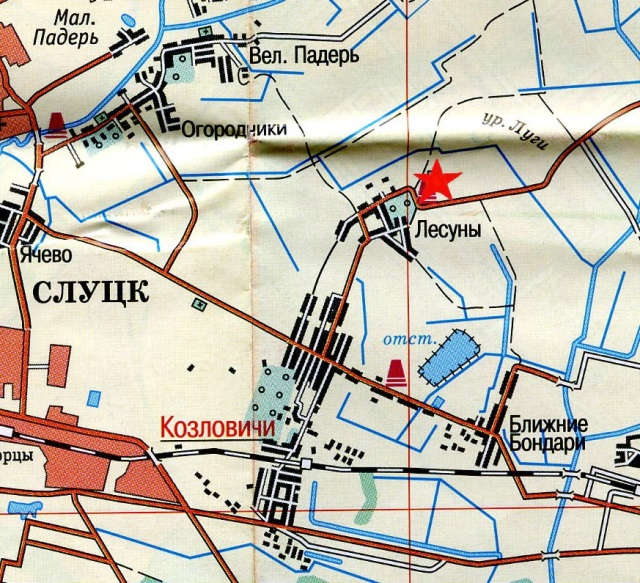 Мал.
Падерь
Вел. Падерь
Огородники
ур. Луги
Лесуны
Ячево
СЛУЦК
отст.
Козловичи
Ближние
Бондари
орцы